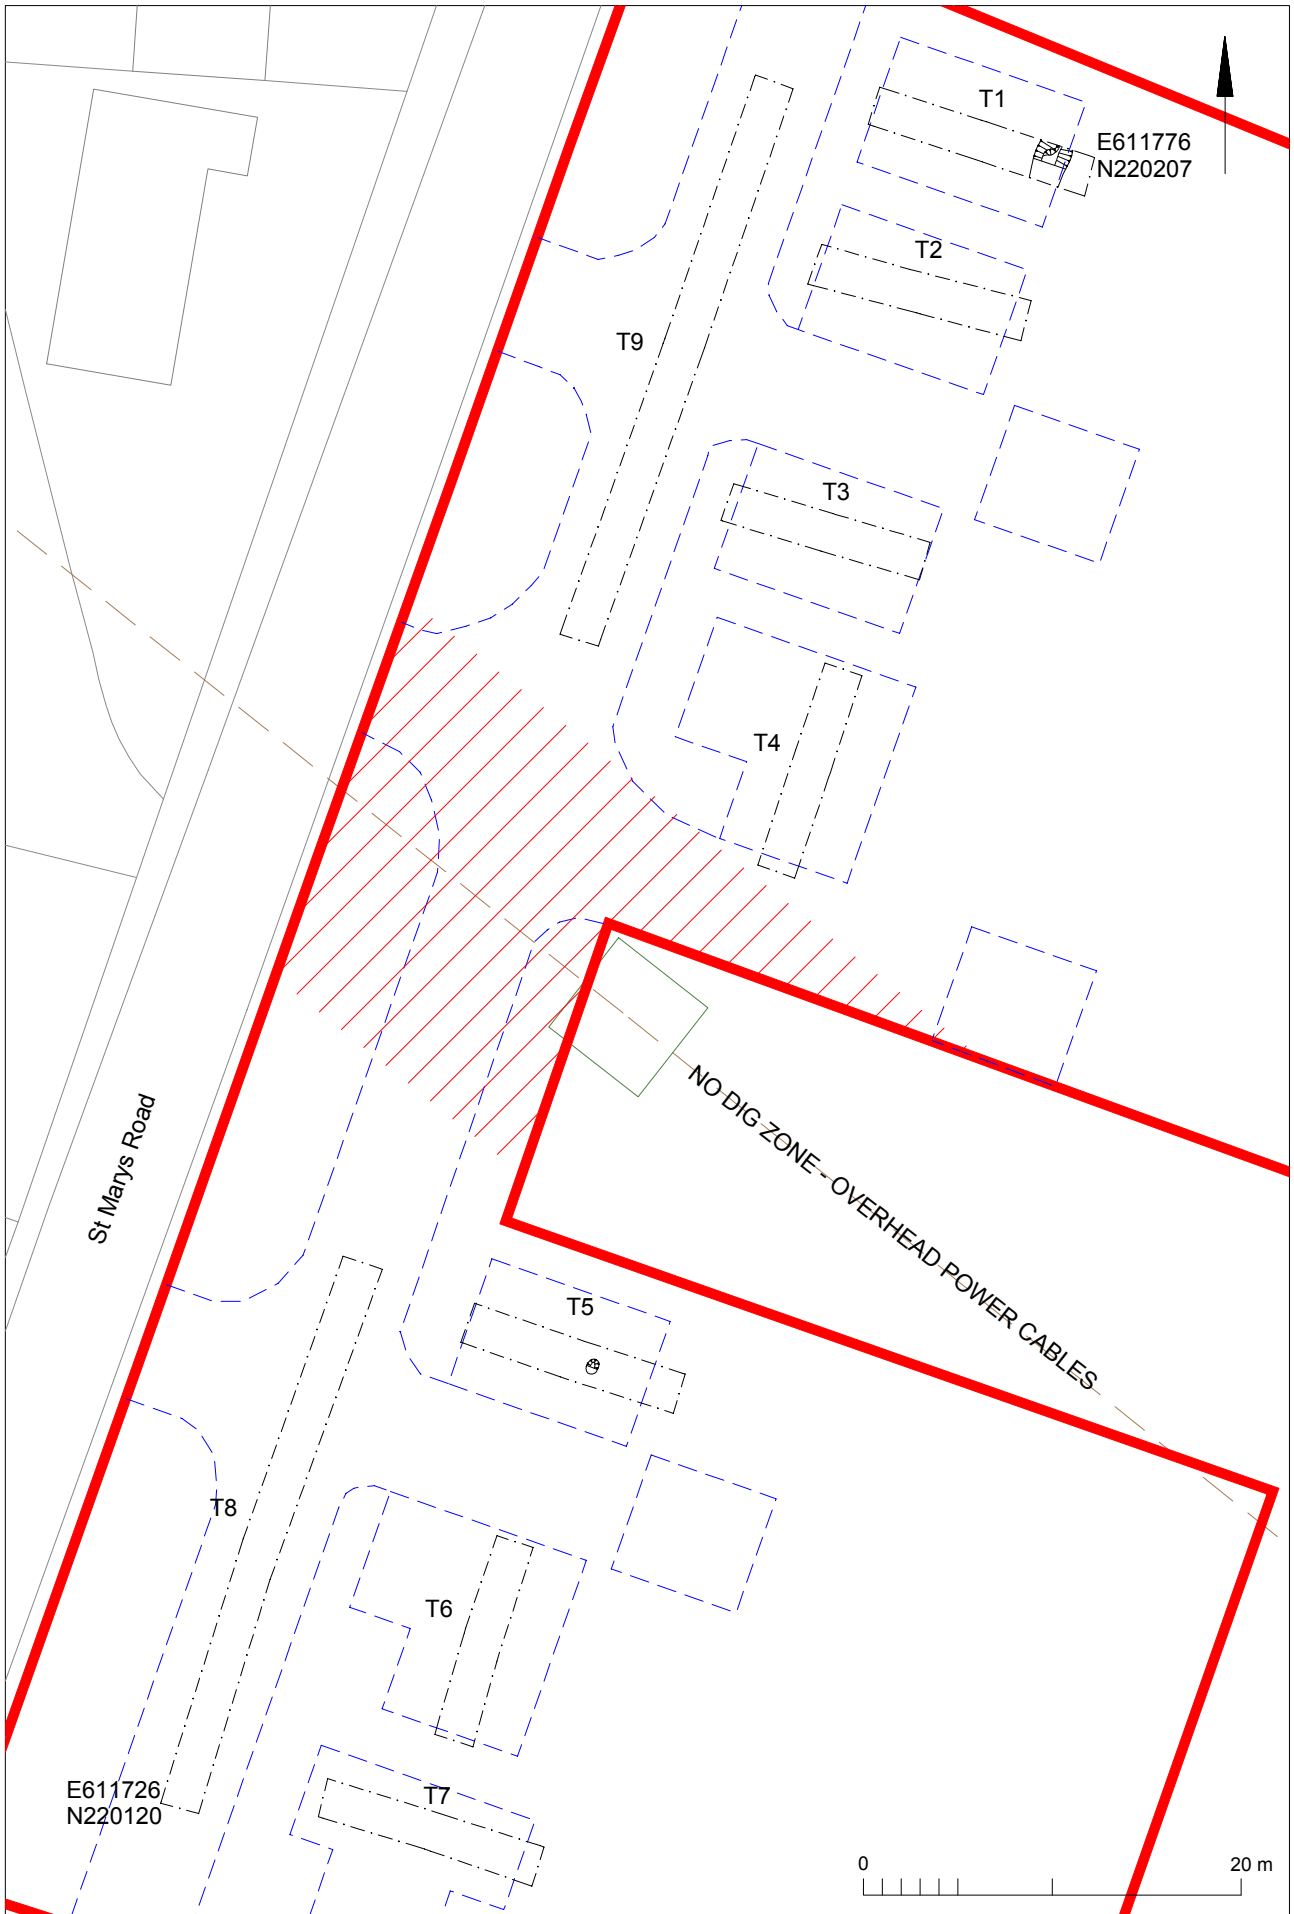 T1
E611776
N220207
T2
T9
T3
T4
NO DIG ZONE - OVERHEAD POWER CABLES
St Marys Road
T5
T8
T6
E611726
N220120
T7
0
20 m